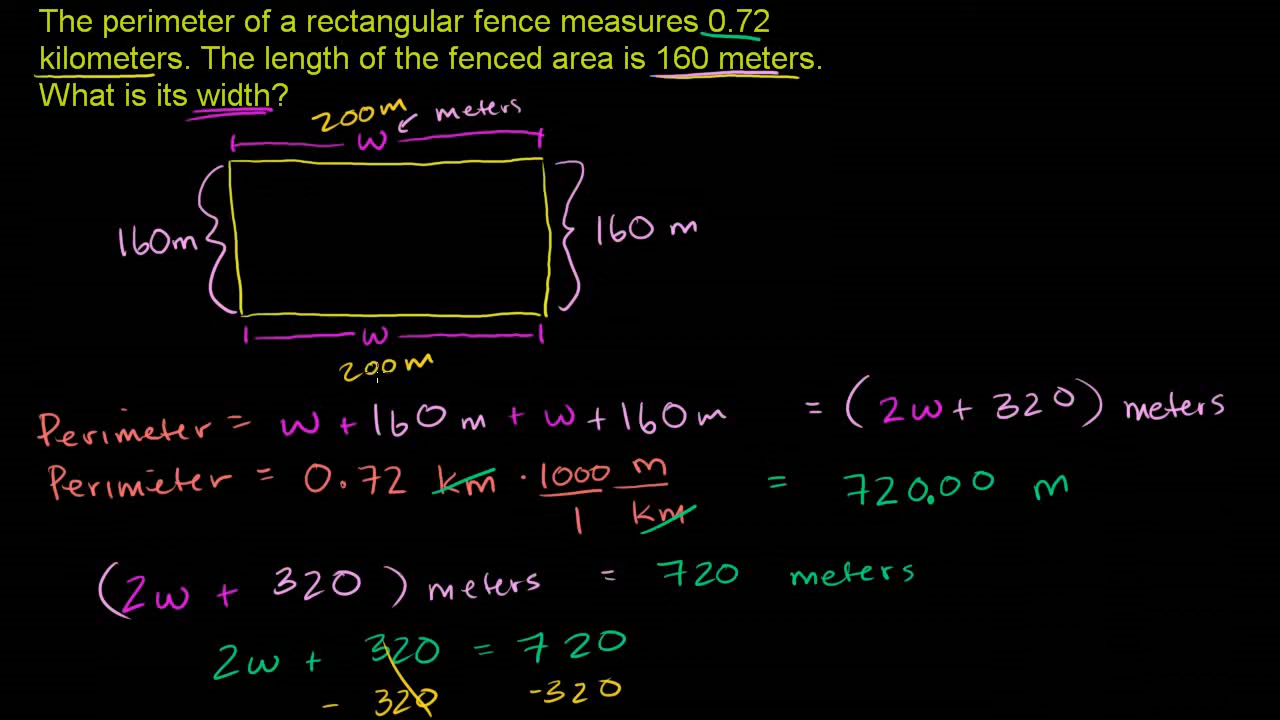 The perimeter of a rectangular fence measures 0.72
kilometers. The length of the fenced area is 160 meters.
What is its width?
200m
meters
w
160m
160 m
w
200m
Perimeter = w + 160 m + w + 160 m = (2w + 320) meters
Perimeter = 0.72 km · 1000 m / 1 km = 720.00 m
(2w + 320) meters = 720 meters
2w + 320 = 720
- 320 -320